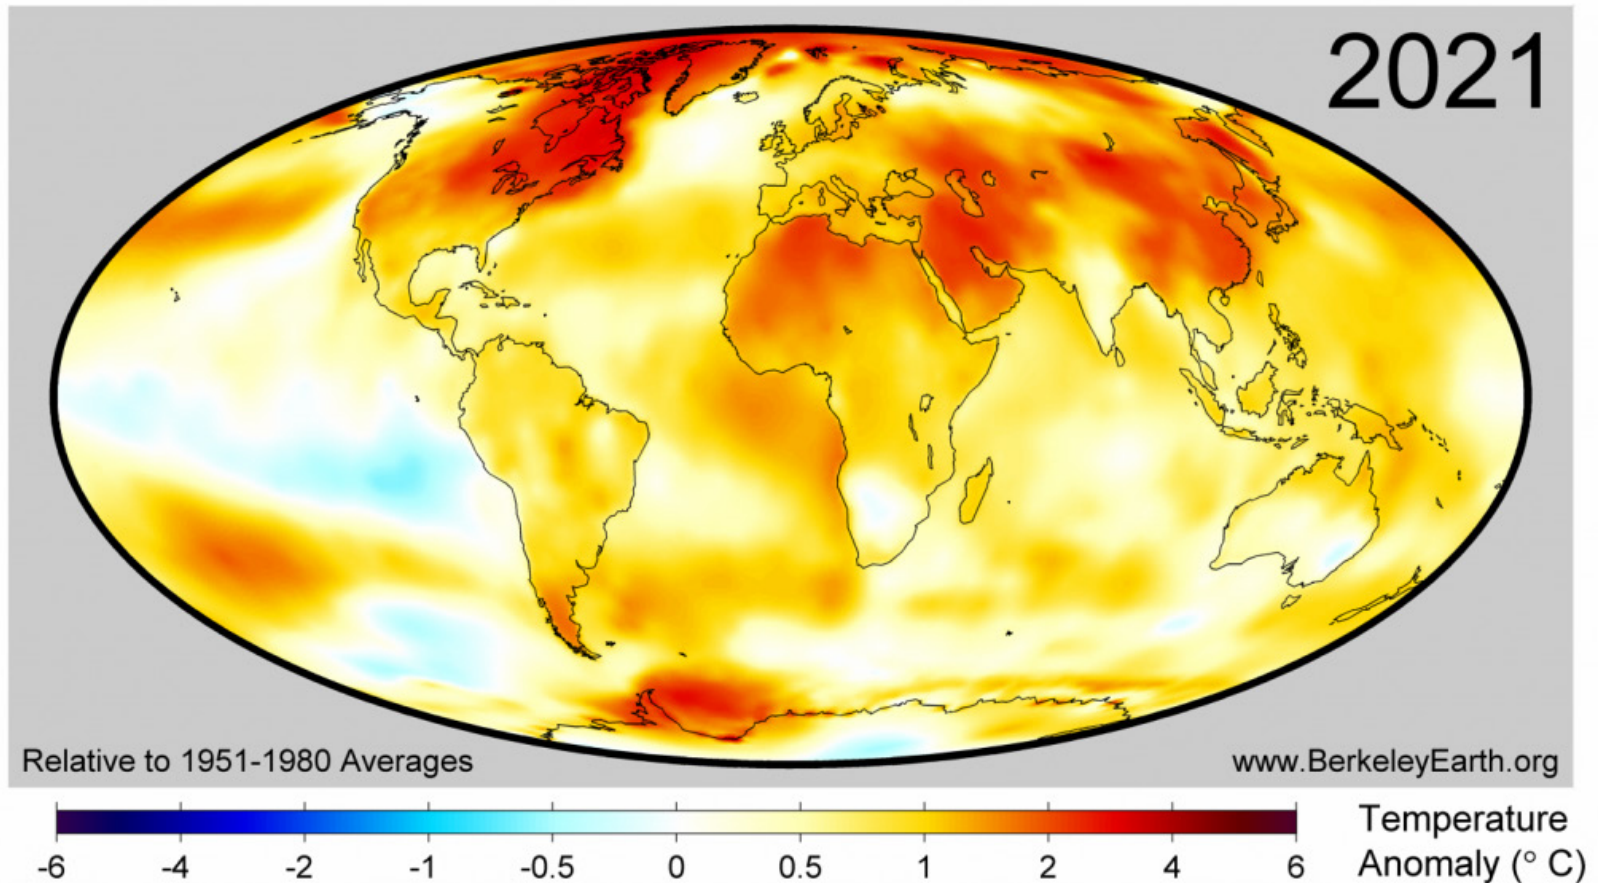 2021
Relative to 1951-1980 Averages
www.BerkeleyEarth.org
-6 -4 -2 -1 -0.5 0 0.5 1 2 4 6
Temperature
Anomaly (° C)